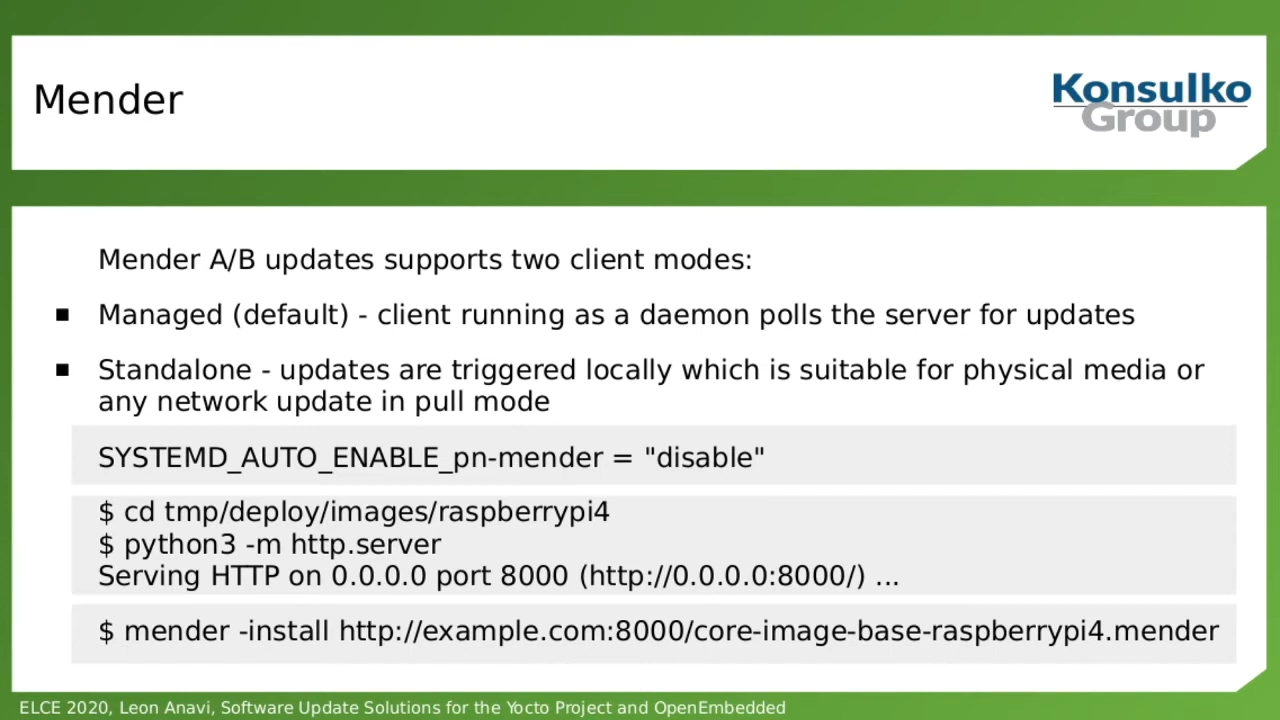 Mender
Konsulko
Group
Mender A/B updates supports two client modes:
▪ Managed (default) - client running as a daemon polls the server for updates
▪ Standalone - updates are triggered locally which is suitable for physical media or
any network update in pull mode
SYSTEMD_AUTO_ENABLE_pn-mender = "disable"
$ cd tmp/deploy/images/raspberrypi4
$ python3 -m http.server
Serving HTTP on 0.0.0.0 port 8000 (http://0.0.0.0:8000/) ...
$ mender -install http://example.com:8000/core-image-base-raspberrypi4.mender
ELCE 2020, Leon Anavi, Software Update Solutions for the Yocto Project and OpenEmbedded